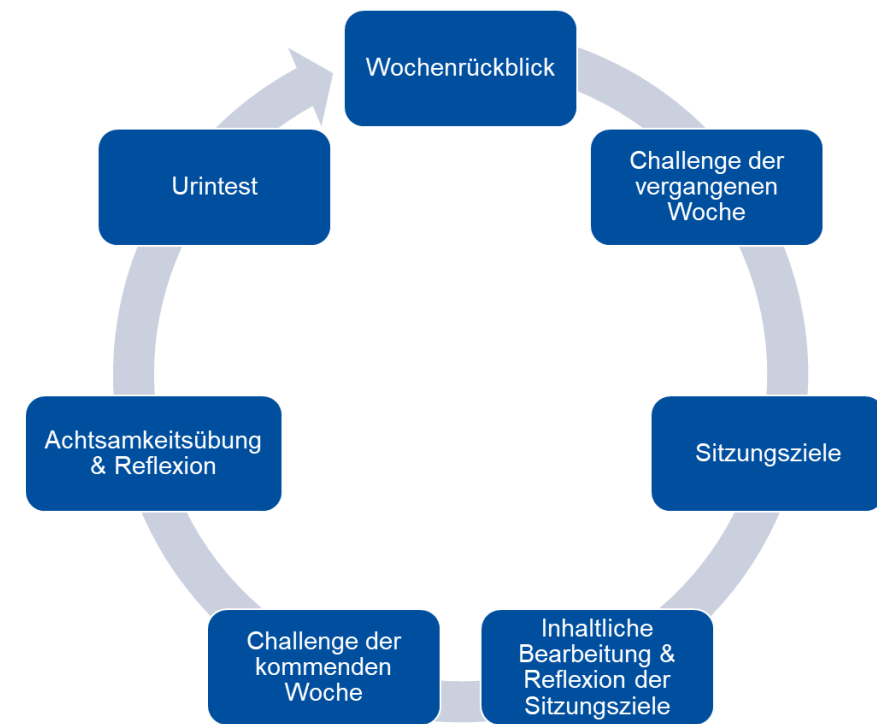 Wochenrückblick
Challenge der
vergangenen
Woche
Sitzungsziele
Inhaltliche
Bearbeitung &
Reflexion der
Sitzungsziele
Challenge der
kommenden
Woche
Achtsamkeitsübung
& Reflexion
Urintest